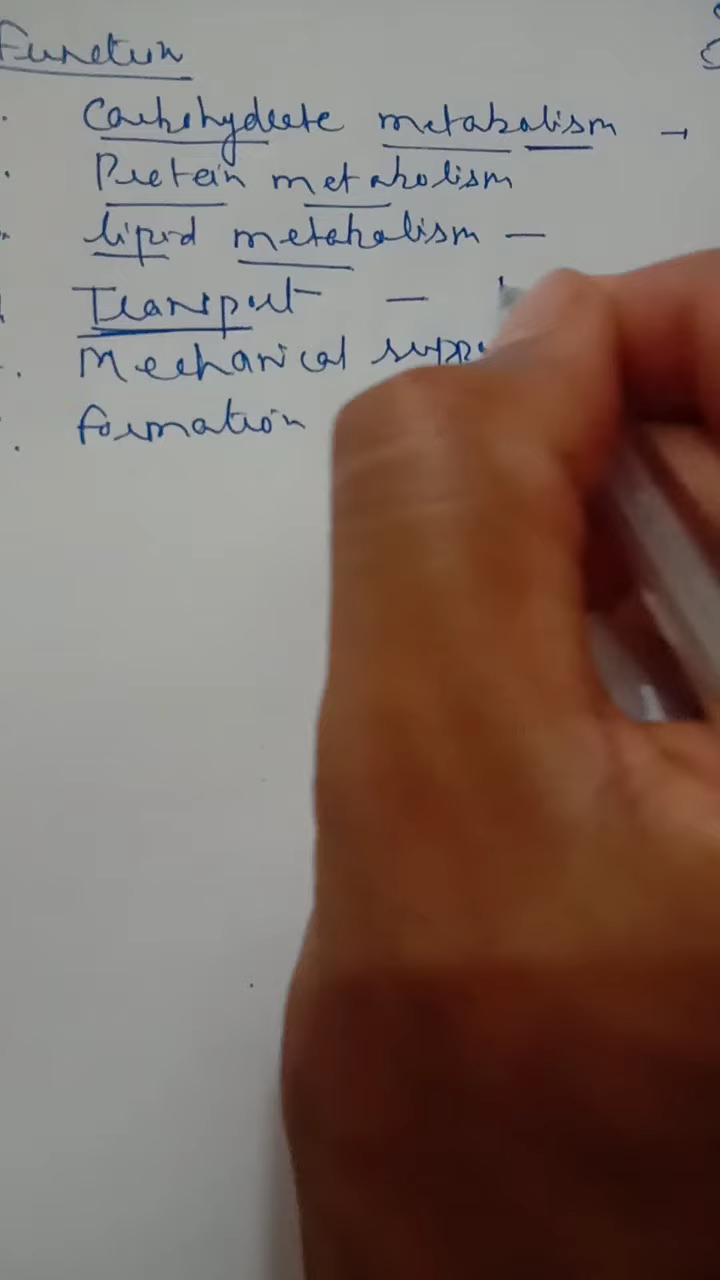 Function
Carbohydrate metabolism →
Protein metabolism
lipid metabolism —
Transport —
Mechanical
formation